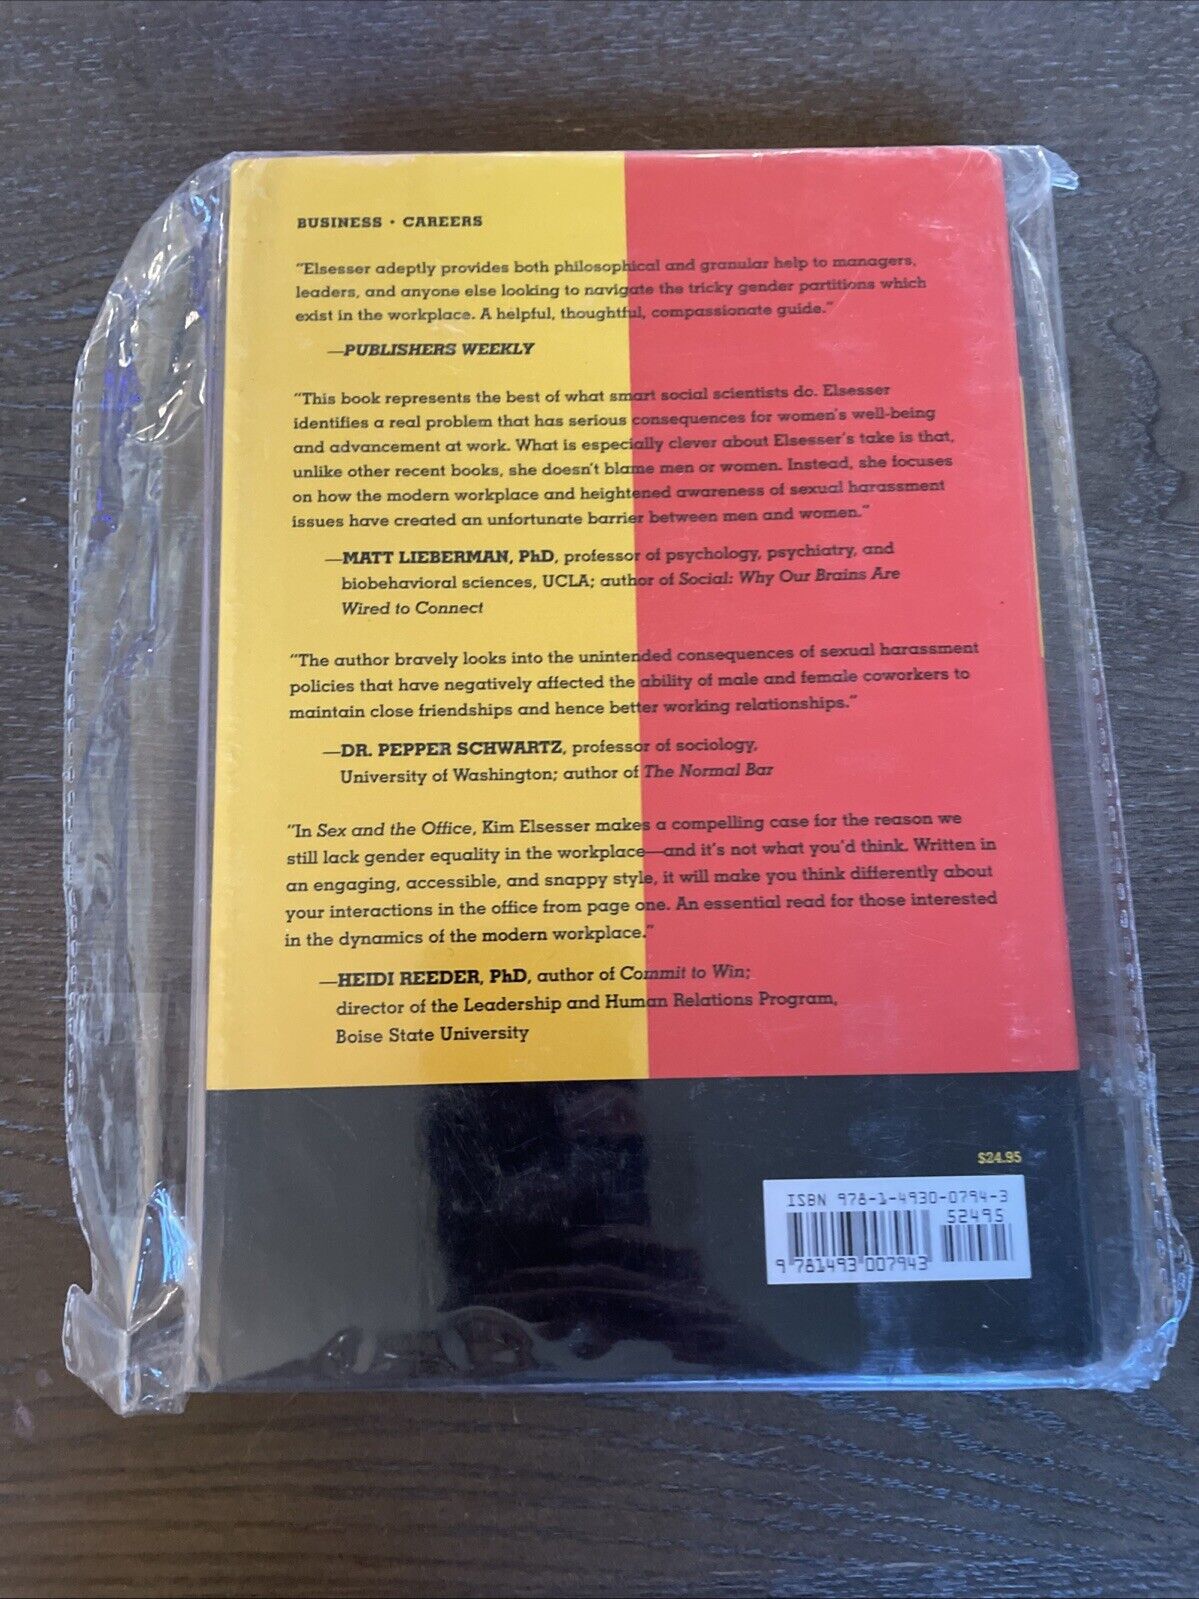 BUSINESS • CAREERS
“Elsesser adeptly provides both philosophical and granular help to managers,
leaders, and anyone else looking to navigate the tricky gender partitions which
exist in the workplace. A helpful, thoughtful, compassionate guide.”
—PUBLISHERS WEEKLY
“This book represents the best of what smart social scientists do. Elsesser
identifies a real problem that has serious consequences for women’s well-being
and advancement at work. What is especially clever about Elsesser’s take is that,
unlike other recent books, she doesn’t blame men or women. Instead, she focuses
on how the modern workplace and heightened awareness of sexual harassment
issues have created an unfortunate barrier between men and women.”
—MATT LIEBERMAN, PhD, professor of psychology, psychiatry, and
biobehavioral sciences, UCLA; author of Social: Why Our Brains Are
Wired to Connect
“The author bravely looks into the unintended consequences of sexual harassment
policies that have negatively affected the ability of male and female coworkers to
maintain close friendships and hence better working relationships.”
—DR. PEPPER SCHWARTZ, professor of sociology,
University of Washington; author of The Normal Bar
“In Sex and the Office, Kim Elsesser makes a compelling case for the reason we
still lack gender equality in the workplace—and it’s not what you’d think. Written in
an engaging, accessible, and snappy style, it will make you think differently about
your interactions in the office from page one. An essential read for those interested
in the dynamics of the modern workplace.”
—HEIDI REEDER, PhD, author of Commit to Win;
director of the Leadership and Human Relations Program,
Boise State University
$24.95
ISBN 978-1-4930-0794-3
52495
9 781493 007943